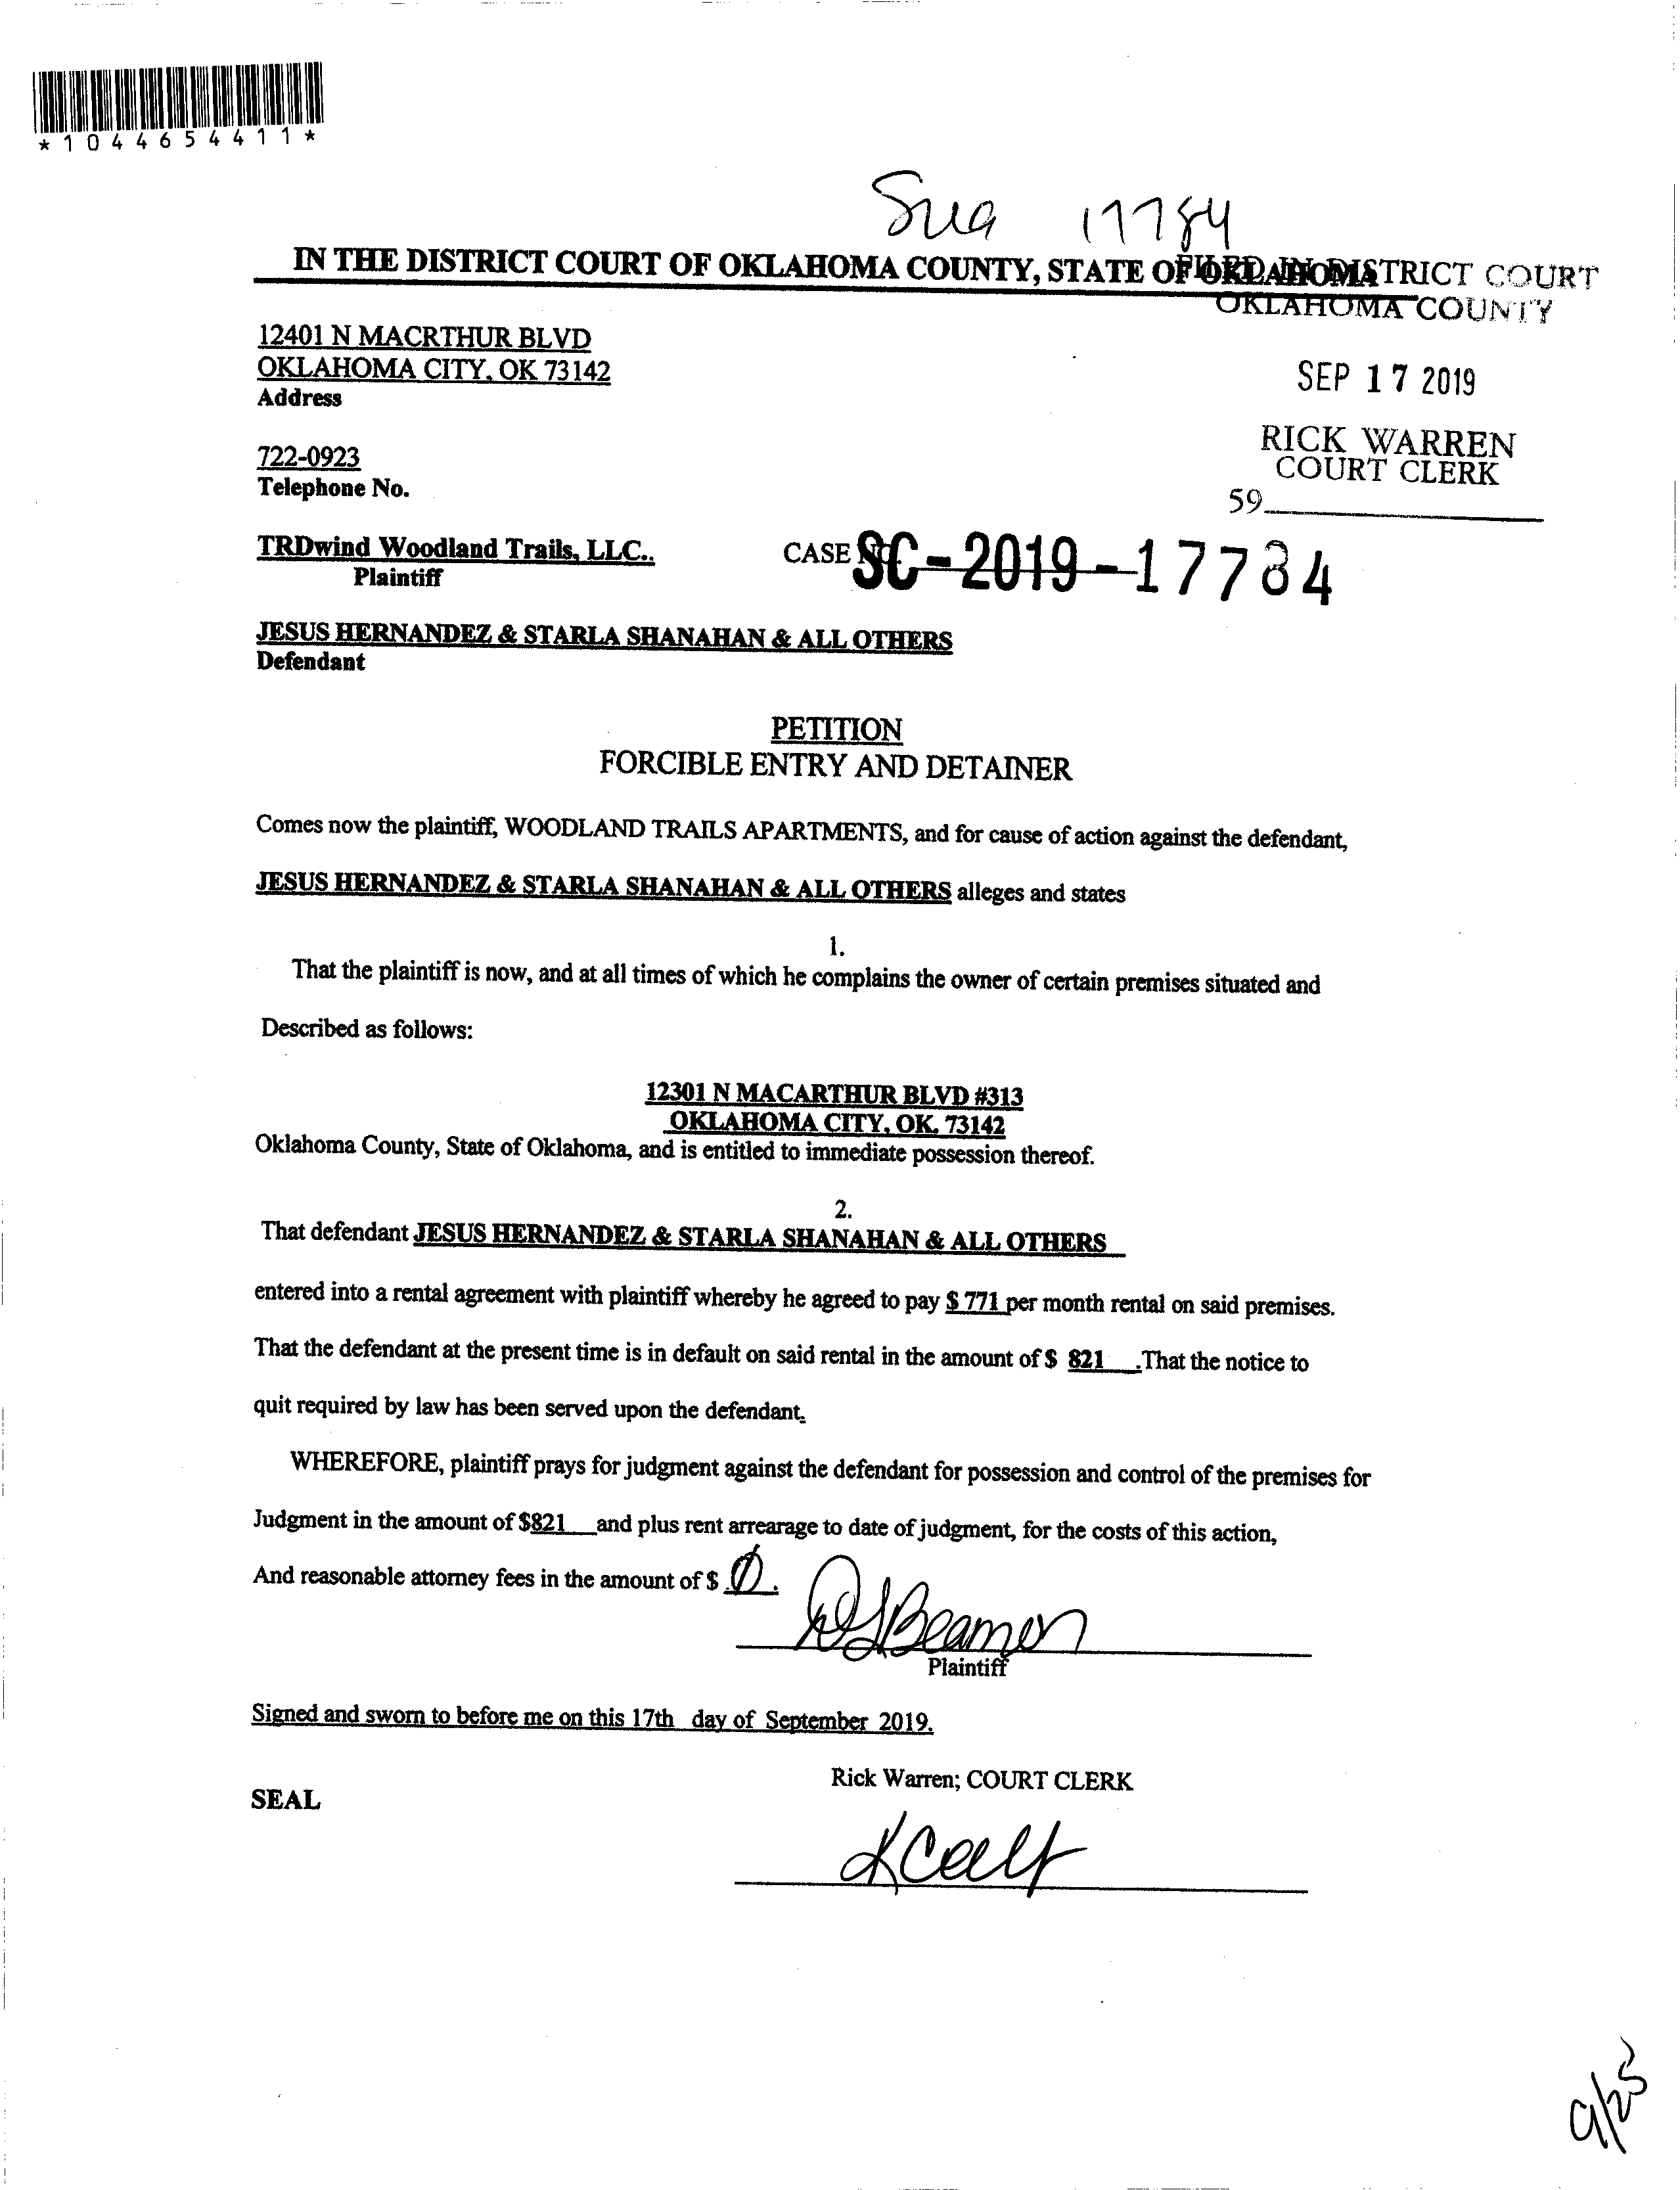 *1044654411*
17784
IN THE DISTRICT COURT OF OKLAHOMA COUNTY, STATE OF OKLAHOMA
FILED IN DISTRICT COURT
OKLAHOMA COUNTY
12401 N MACRTHUR BLVD
OKLAHOMA CITY, OK 73142
Address
SEP 17 2019
RICK WARREN
COURT CLERK
59
722-0923
Telephone No.
TRDwind Woodland Trails, LLC..
Plaintiff
CASE NO. SC-2019-17784
JESUS HERNANDEZ & STARLA SHANAHAN & ALL OTHERS
Defendant
PETITION
FORCIBLE ENTRY AND DETAINER
Comes now the plaintiff, WOODLAND TRAILS APARTMENTS, and for cause of action against the defendant,
JESUS HERNANDEZ & STARLA SHANAHAN & ALL OTHERS alleges and states
1.
That the plaintiff is now, and at all times of which he complains the owner of certain premises situated and
Described as follows:
12301 N MACARTHUR BLVD #313
OKLAHOMA CITY, OK. 73142
Oklahoma County, State of Oklahoma, and is entitled to immediate possession thereof.
2.
That defendant JESUS HERNANDEZ & STARLA SHANAHAN & ALL OTHERS
entered into a rental agreement with plaintiff whereby he agreed to pay $ 771 per month rental on said premises.
That the defendant at the present time is in default on said rental in the amount of $ 821 .That the notice to
quit required by law has been served upon the defendant.
WHEREFORE, plaintiff prays for judgment against the defendant for possession and control of the premises for
Judgment in the amount of $821 and plus rent arrearage to date of judgment, for the costs of this action,
And reasonable attorney fees in the amount of $ 0.
Beamen
Plaintiff
Signed and sworn to before me on this 17th day of September 2019.
Rick Warren; COURT CLERK
SEAL
9/25